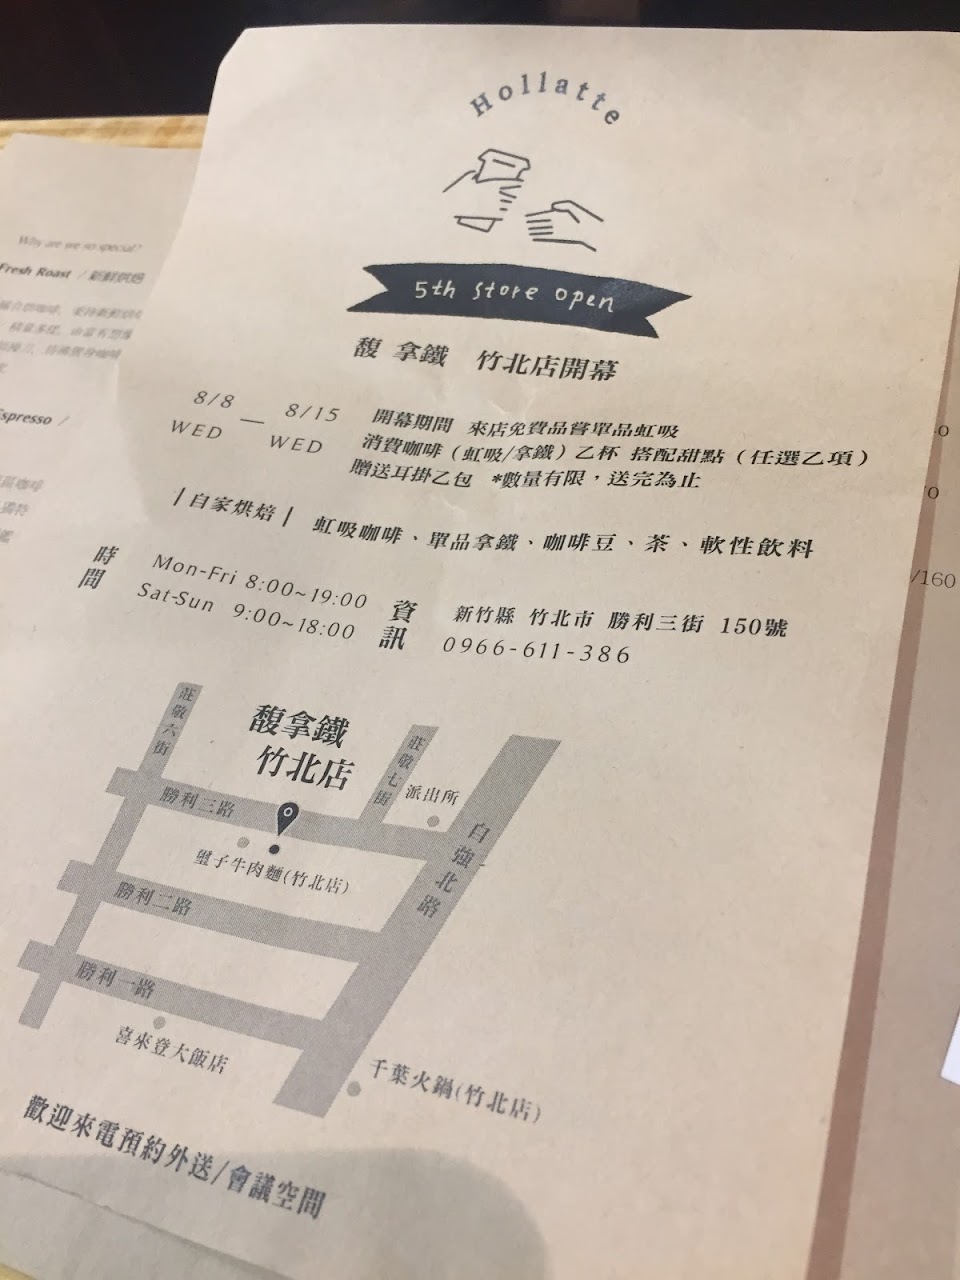 Hollatte
5th Store Open
馥 拿鐵 竹北店開幕
8/8 — 8/15
WED WED
開幕期間 來店免費品嘗單品虹吸
消費咖啡（虹吸/拿鐵）乙杯 搭配甜點（任選乙項）
贈送耳掛乙包 *數量有限，送完為止
|自家烘焙| 虹吸咖啡、單品拿鐵、咖啡豆、茶、軟性飲料
時間
Mon-Fri 8:00~19:00
Sat-Sun 9:00~18:00
資訊
新竹縣 竹北市 勝利三街 150號
0966-611-386
莊敬六街
馥拿鐵
竹北店
莊敬七街
派出所
勝利三路
自強北路
璽子牛肉麵(竹北店)
勝利二路
勝利一路
喜來登大飯店
千葉火鍋(竹北店)
歡迎來電預約外送/會議空間
Why are we so special?
Fresh Roast / 新鮮烘焙
Espresso /
/160